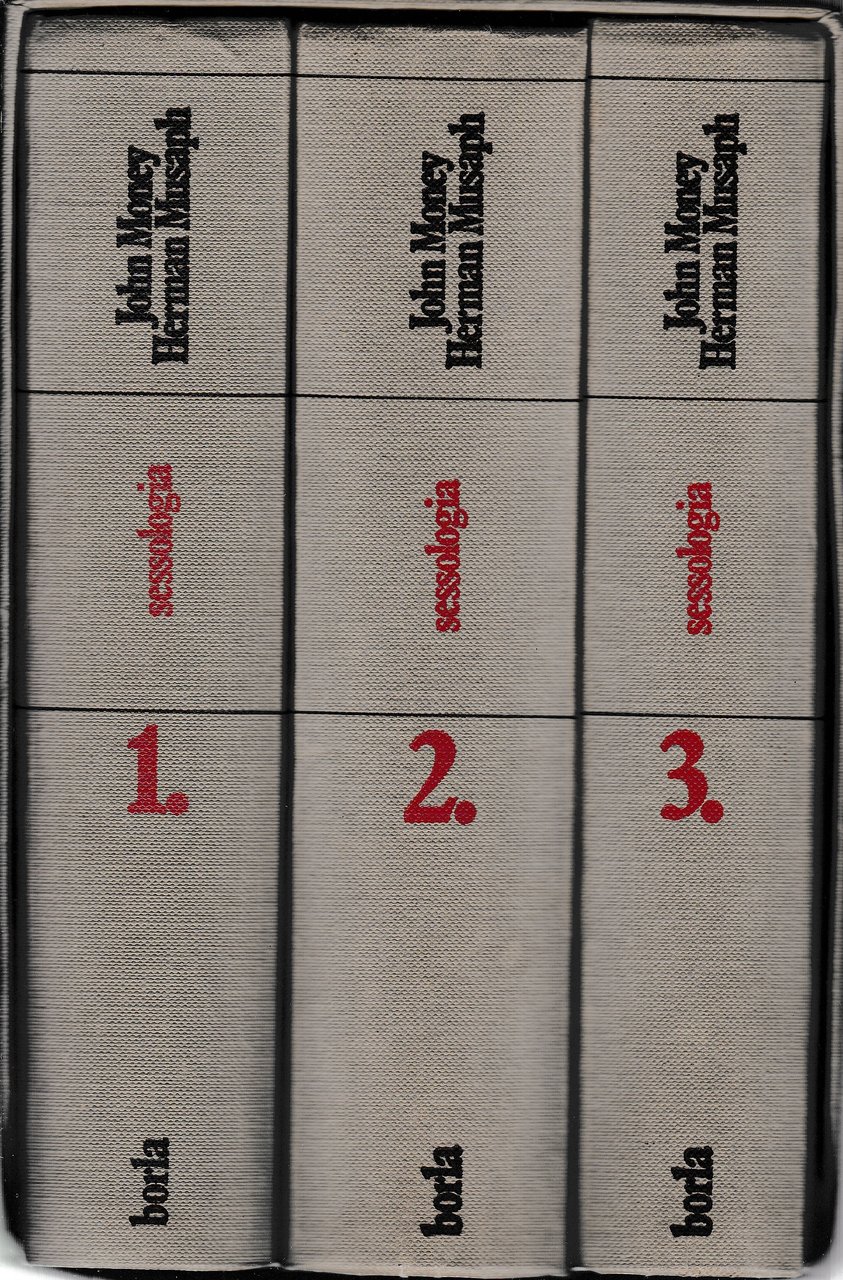 John Money
Herman Musaph
sessologia
1.
borla
John Money
Herman Musaph
sessologia
2.
borla
John Money
Herman Musaph
sessologia
3.
borla